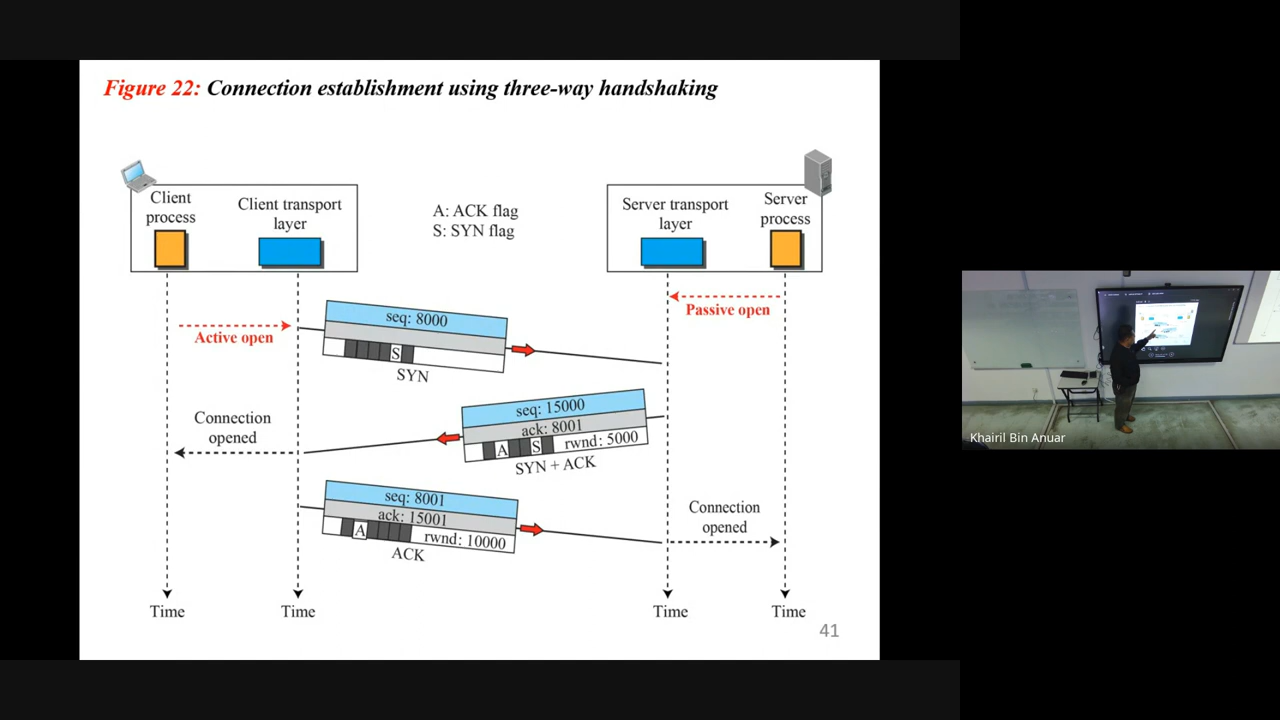 Figure 22: Connection establishment using three-way handshaking
Client
process
Client transport
layer
A: ACK flag
S: SYN flag
Server transport
layer
Server
process
Active open
Passive open
seq: 8000
S
SYN
Connection
opened
seq: 15000
ack: 8001
A
S
rwnd: 5000
SYN + ACK
seq: 8001
ack: 15001
A
rwnd: 10000
ACK
Connection
opened
Time
Time
Time
Time
41
Khairil Bin Anuar